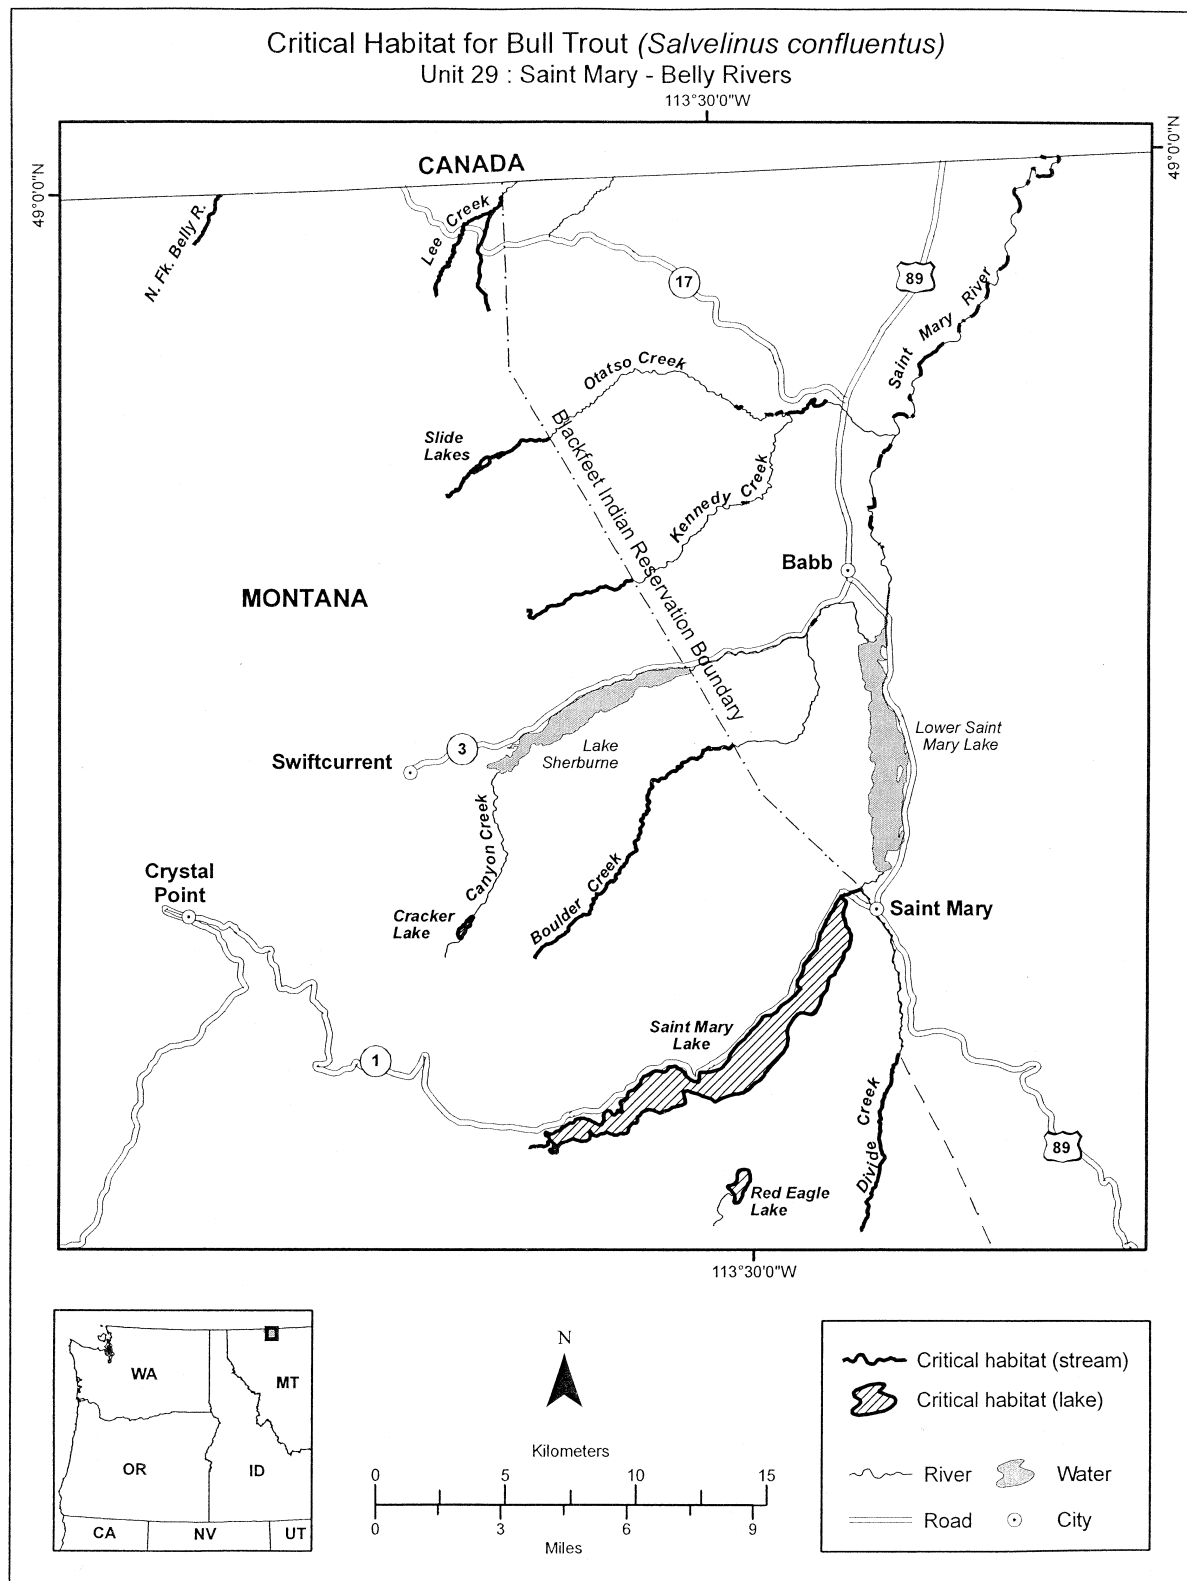 Critical Habitat for Bull Trout (Salvelinus confluentus)
Unit 29 : Saint Mary - Belly Rivers
113°30'0"W
49°0'0"N
49°0'0"N
CANADA
N. Fk. Belly R.
Lee Creek
17
89
Saint Mary River
Otatso Creek
Slide
Lakes
Blackfeet Indian Reservation Boundary
Kennedy Creek
Babb
MONTANA
Lower Saint
Mary Lake
3
Lake
Sherburne
Swiftcurrent
Canyon Creek
Crystal
Point
Cracker
Lake
Boulder Creek
Saint Mary
Saint Mary
Lake
1
Divide Creek
89
Red Eagle
Lake
113°30'0"W
WA
MT
OR
ID
CA
NV
UT
N
Kilometers
0 5 10 15
0 3 6 9
Miles
Critical habitat (stream)
Critical habitat (lake)
River
Water
Road
City